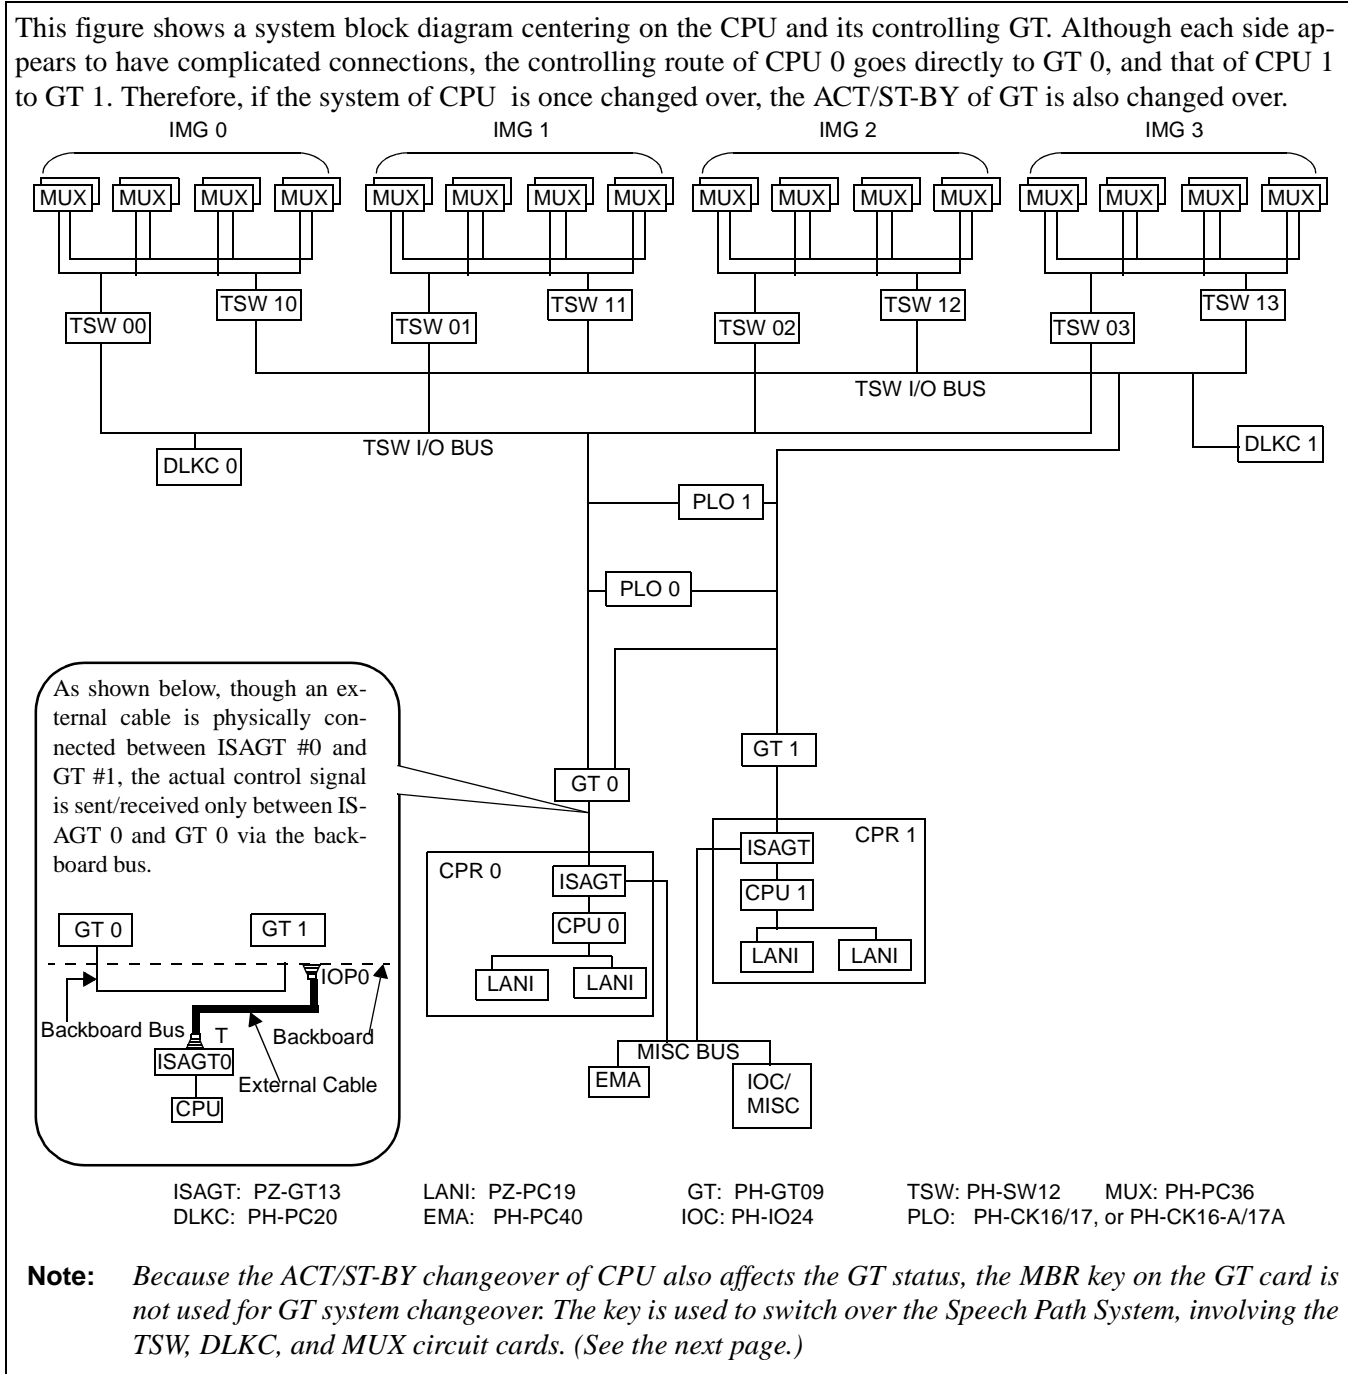 This figure shows a system block diagram centering on the CPU and its controlling GT. Although each side ap-
pears to have complicated connections, the controlling route of CPU 0 goes directly to GT 0, and that of CPU 1
to GT 1. Therefore, if the system of CPU is once changed over, the ACT/ST-BY of GT is also changed over.
IMG 0 IMG 1 IMG 2 IMG 3
MUX MUX MUX MUX MUX MUX MUX MUX MUX MUX MUX MUX MUX MUX MUX MUX
TSW 10 TSW 11 TSW 12 TSW 13
TSW 00 TSW 01 TSW 02 TSW 03
TSW I/O BUS
TSW I/O BUS
DLKC 0
DLKC 1
PLO 1
PLO 0
As shown below, though an ex-
ternal cable is physically con-
nected between ISAGT #0 and
GT #1, the actual control signal
is sent/received only between IS-
AGT 0 and GT 0 via the back-
board bus.
GT 0 GT 1
IOP0
Backboard Bus T Backboard
ISAGT0
External Cable
CPU
GT 1
GT 0
CPR 0
ISAGT
CPU 0
LANI LANI
CPR 1
ISAGT
CPU 1
LANI LANI
MISC BUS
EMA
IOC/
MISC
ISAGT: PZ-GT13 LANI: PZ-PC19 GT: PH-GT09 TSW: PH-SW12 MUX: PH-PC36
DLKC: PH-PC20 EMA: PH-PC40 IOC: PH-IO24 PLO: PH-CK16/17, or PH-CK16-A/17A
Note: Because the ACT/ST-BY changeover of CPU also affects the GT status, the MBR key on the GT card is
not used for GT system changeover. The key is used to switch over the Speech Path System, involving the
TSW, DLKC, and MUX circuit cards. (See the next page.)